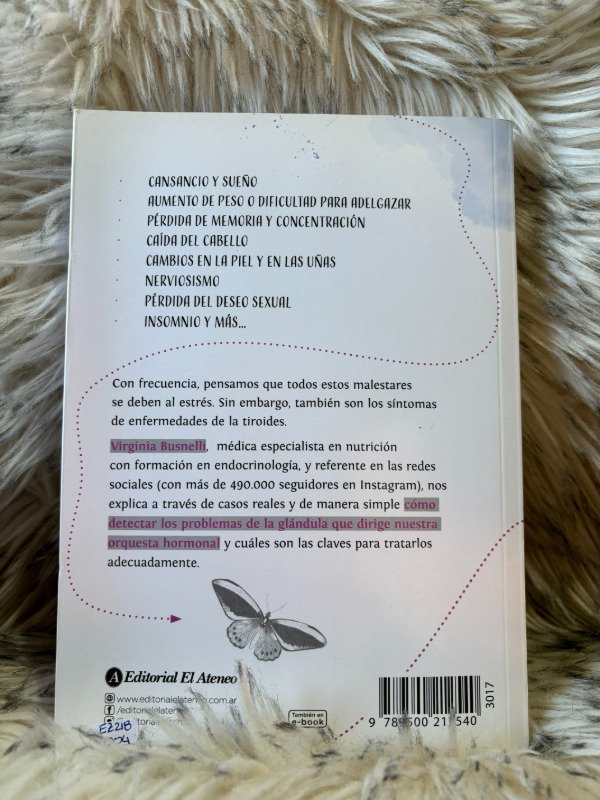 · CANSANCIO Y SUEÑO
· AUMENTO DE PESO O DIFICULTAD PARA ADELGAZAR
· PÉRDIDA DE MEMORIA Y CONCENTRACIÓN
· CAÍDA DEL CABELLO
· CAMBIOS EN LA PIEL Y EN LAS UÑAS
· NERVIOSISMO
· PÉRDIDA DEL DESEO SEXUAL
· INSOMNIO Y MÁS...
Con frecuencia, pensamos que todos estos malestares
se deben al estrés. Sin embargo, también son los síntomas
de enfermedades de la tiroides.
Virginia Busnelli, médica especialista en nutrición
con formación en endocrinología, y referente en las redes
sociales (con más de 490.000 seguidores en Instagram), nos
explica a través de casos reales y de manera simple cómo
detectar los problemas de la glándula que dirige nuestra
orquesta hormonal y cuáles son las claves para tratarlos
adecuadamente.
A Editorial El Ateneo
www.editorialelateneo.com.ar
/editorialelatene
E221B
También en
e-book
3017